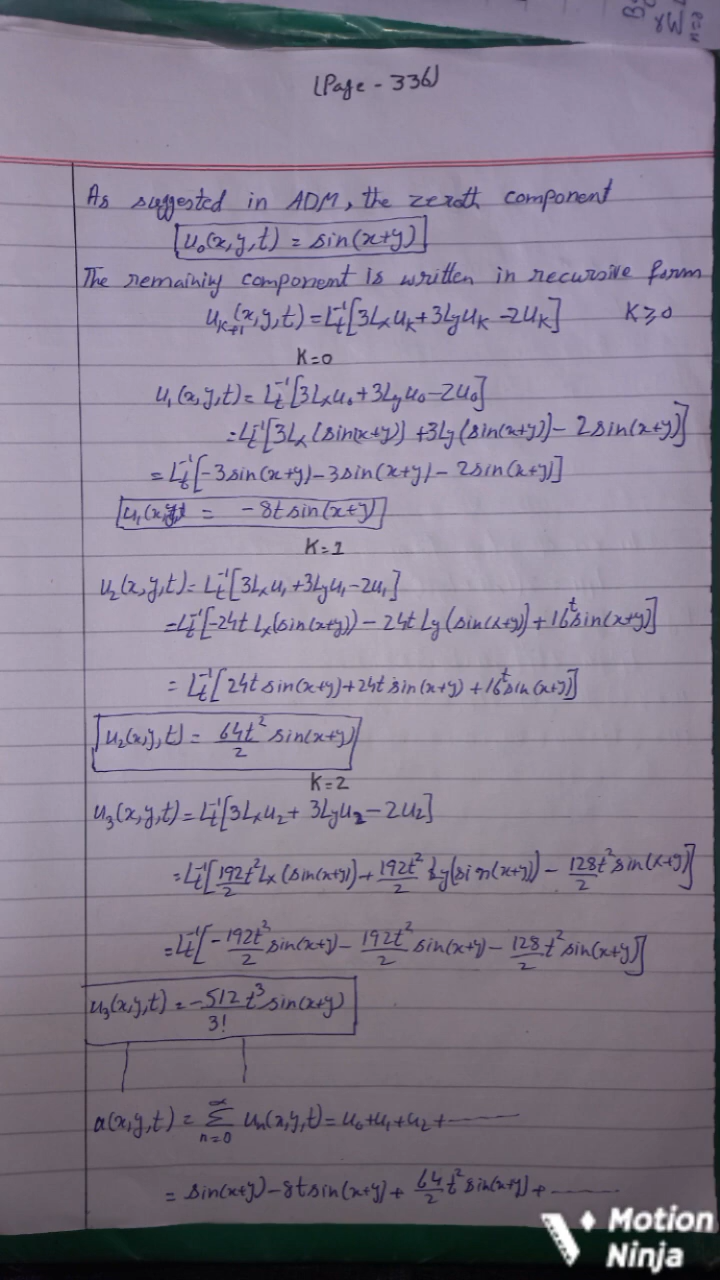 (Page - 336)
As suggested in ADM, the zeroth component
u₀(x,y,t) = sin(x+y)
The remaining component is written in recursive form
u_{K+1}(x,y,t) = L_t⁻¹[3L_x u_K + 3L_y u_K - 2u_K] K ≥ 0
K=0
u₁(x,y,t) = L_t⁻¹[3L_x u₀ + 3L_y u₀ - 2u₀]
= L_t⁻¹[3L_x (sin(x+y)) + 3L_y (sin(x+y)) - 2sin(x+y)]
= L_t⁻¹[-3sin(x+y) - 3sin(x+y) - 2sin(x+y)]
u₁(x,y,t = -8t sin(x+y)
K=1
u₂(x,y,t) = L_t⁻¹[3L_x u₁ + 3L_y u₁ - 2u₁]
= L_t⁻¹[-24t L_x (sin(x+y)) - 24t L_y (sin(x+y)) + 16t sin(x+y)]
= L_t⁻¹[24t sin(x+y) + 24t sin(x+y) + 16t sin(x+y)]
u₂(x,y,t) = 64t²/2 sin(x+y)
K=2
u₃(x,y,t) = L_t⁻¹[3L_x u₂ + 3L_y u₂ - 2u₂]
= L_t⁻¹[192t²/2 L_x (sin(x+y)) + 192t²/2 L_y (sin(x+y)) - 128t²/2 sin(x+y)]
= L_t⁻¹[-192t²/2 sin(x+y) - 192t²/2 sin(x+y) - 128/2 t² sin(x+y)]
u₃(x,y,t) = -512t³/3! sin(x+y)
u(x,y,t) = ∑_{n=0}^{∞} u_n(x,y,t) = u₀+u₁+u₂+------
= sin(x+y) - 8t sin(x+y) + 64/2 t² sin(x+y) + ------
Motion
Ninja